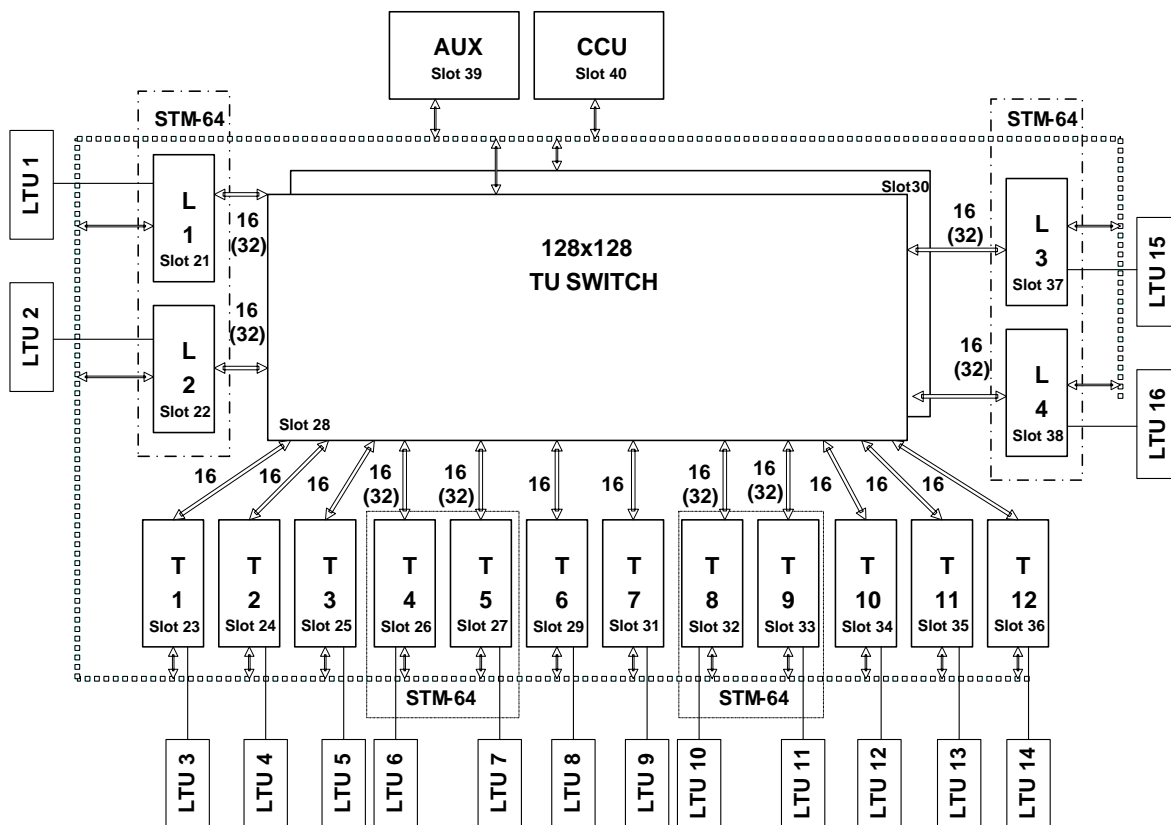 AUX
Slot 39
CCU
Slot 40
STM-64
STM-64
LTU 1
L
1
Slot 21
16
(32)
Slot30
128x128
TU SWITCH
16
(32)
L
3
Slot 37
LTU 15
LTU 2
L
2
Slot 22
16
(32)
Slot 28
16
(32)
L
4
Slot 38
LTU 16
16
16
16
16
(32)
16
(32)
16
16
16
(32)
16
(32)
16
16
16
T
1
Slot 23
T
2
Slot 24
T
3
Slot 25
T
4
Slot 26
T
5
Slot 27
T
6
Slot 29
T
7
Slot 31
T
8
Slot 32
T
9
Slot 33
T
10
Slot 34
T
11
Slot 35
T
12
Slot 36
STM-64
STM-64
LTU 3
LTU 4
LTU 5
LTU 6
LTU 7
LTU 8
LTU 9
LTU 10
LTU 11
LTU 12
LTU 13
LTU 14